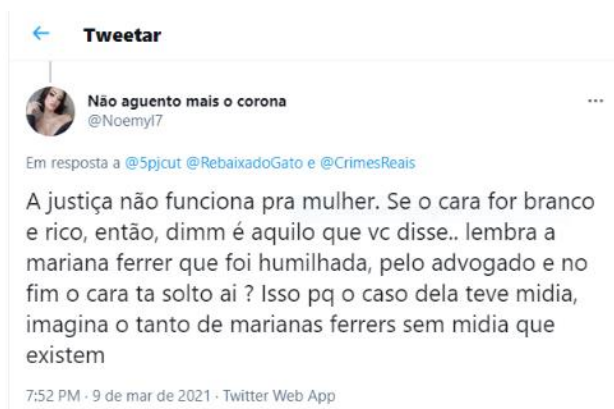 Tweetar
Não aguento mais o corona
@Noemyl7
Em resposta a @5pjcut @RebaixadoGato e @CrimesReais
A justiça não funciona pra mulher. Se o cara for branco
e rico, então, dimm é aquilo que vc disse.. lembra a
mariana ferrer que foi humilhada, pelo advogado e no
fim o cara ta solto ai ? Isso pq o caso dela teve midia,
imagina o tanto de marianas ferrers sem midia que
existem
7:52 PM · 9 de mar de 2021 · Twitter Web App